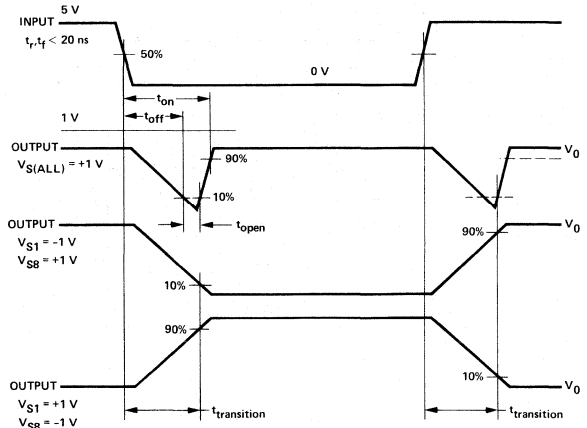 5 V
INPUT
tr,tf < 20 ns
50%
0 V
ton
toff
1 V
OUTPUT
VS(ALL) = +1 V
90%
10%
topen
V0
OUTPUT
VS1 = -1 V
VS8 = +1 V
90%
V0
10%
90%
10%
OUTPUT
VS1 = +1 V
VS8 = -1 V
ttransition
ttransition
V0